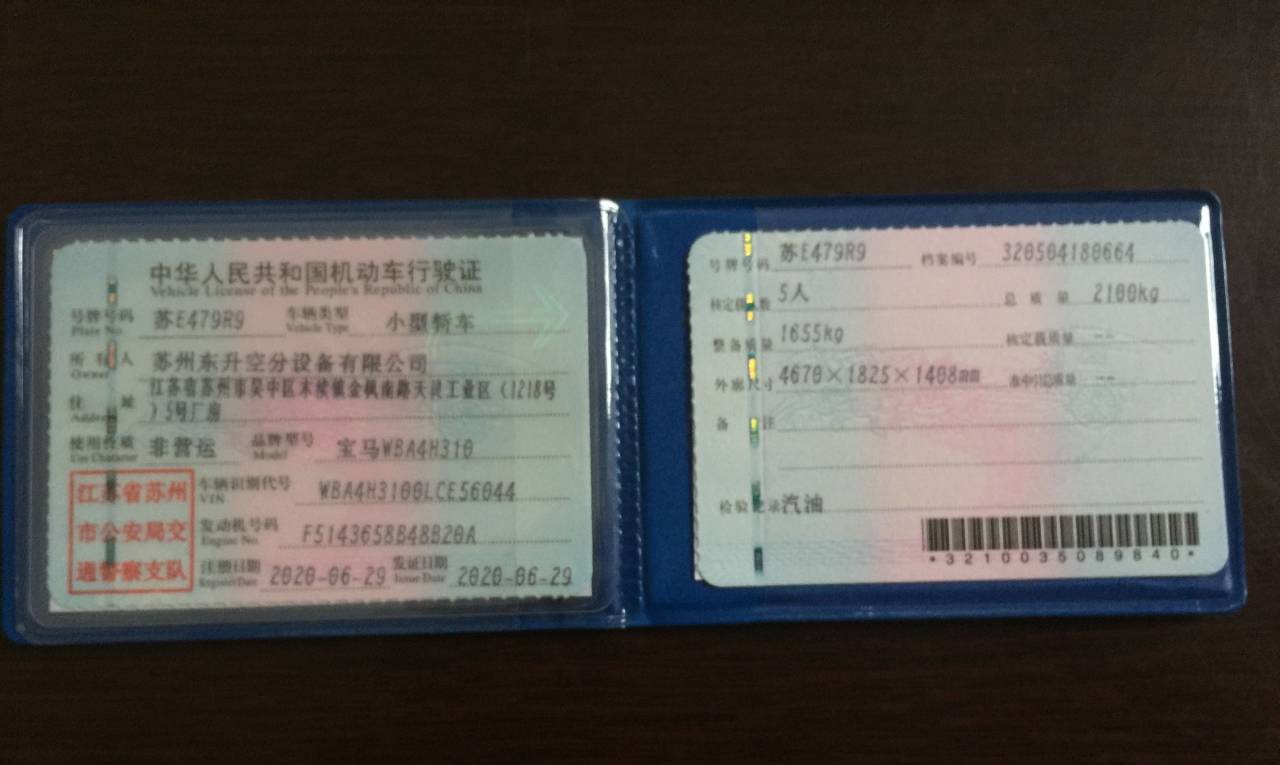 中华人民共和国机动车行驶证
Vehicle License of the People's Republic of China
号牌号码 苏E479R9 车辆类型 小型轿车
Plate No. Vehicle Type
所有人 苏州东升空分设备有限公司
Owner
住址 江苏省苏州市吴中区木渎镇金枫南路天灵工业区（1218号
Address ）5号厂房
使用性质 非营运 品牌型号 宝马WBA4H310
Use Character Model
江苏省苏州
市公安局交
通警察支队
车辆识别代号 WBA4H3100LCE56044
VIN
发动机号码 F5143658B48B20A
Engine No.
注册日期 2020-06-29 发证日期 2020-06-29
Register Date Issue Date
号牌号码 苏E479R9 档案编号 320504180664
核定载人数 5人 总质量 2100kg
整备质量 1655kg 核定载质量 --
外廓尺寸 4670×1825×1408mm 准牵引总质量 --
备注
检验记录 汽油
*3210035089840*